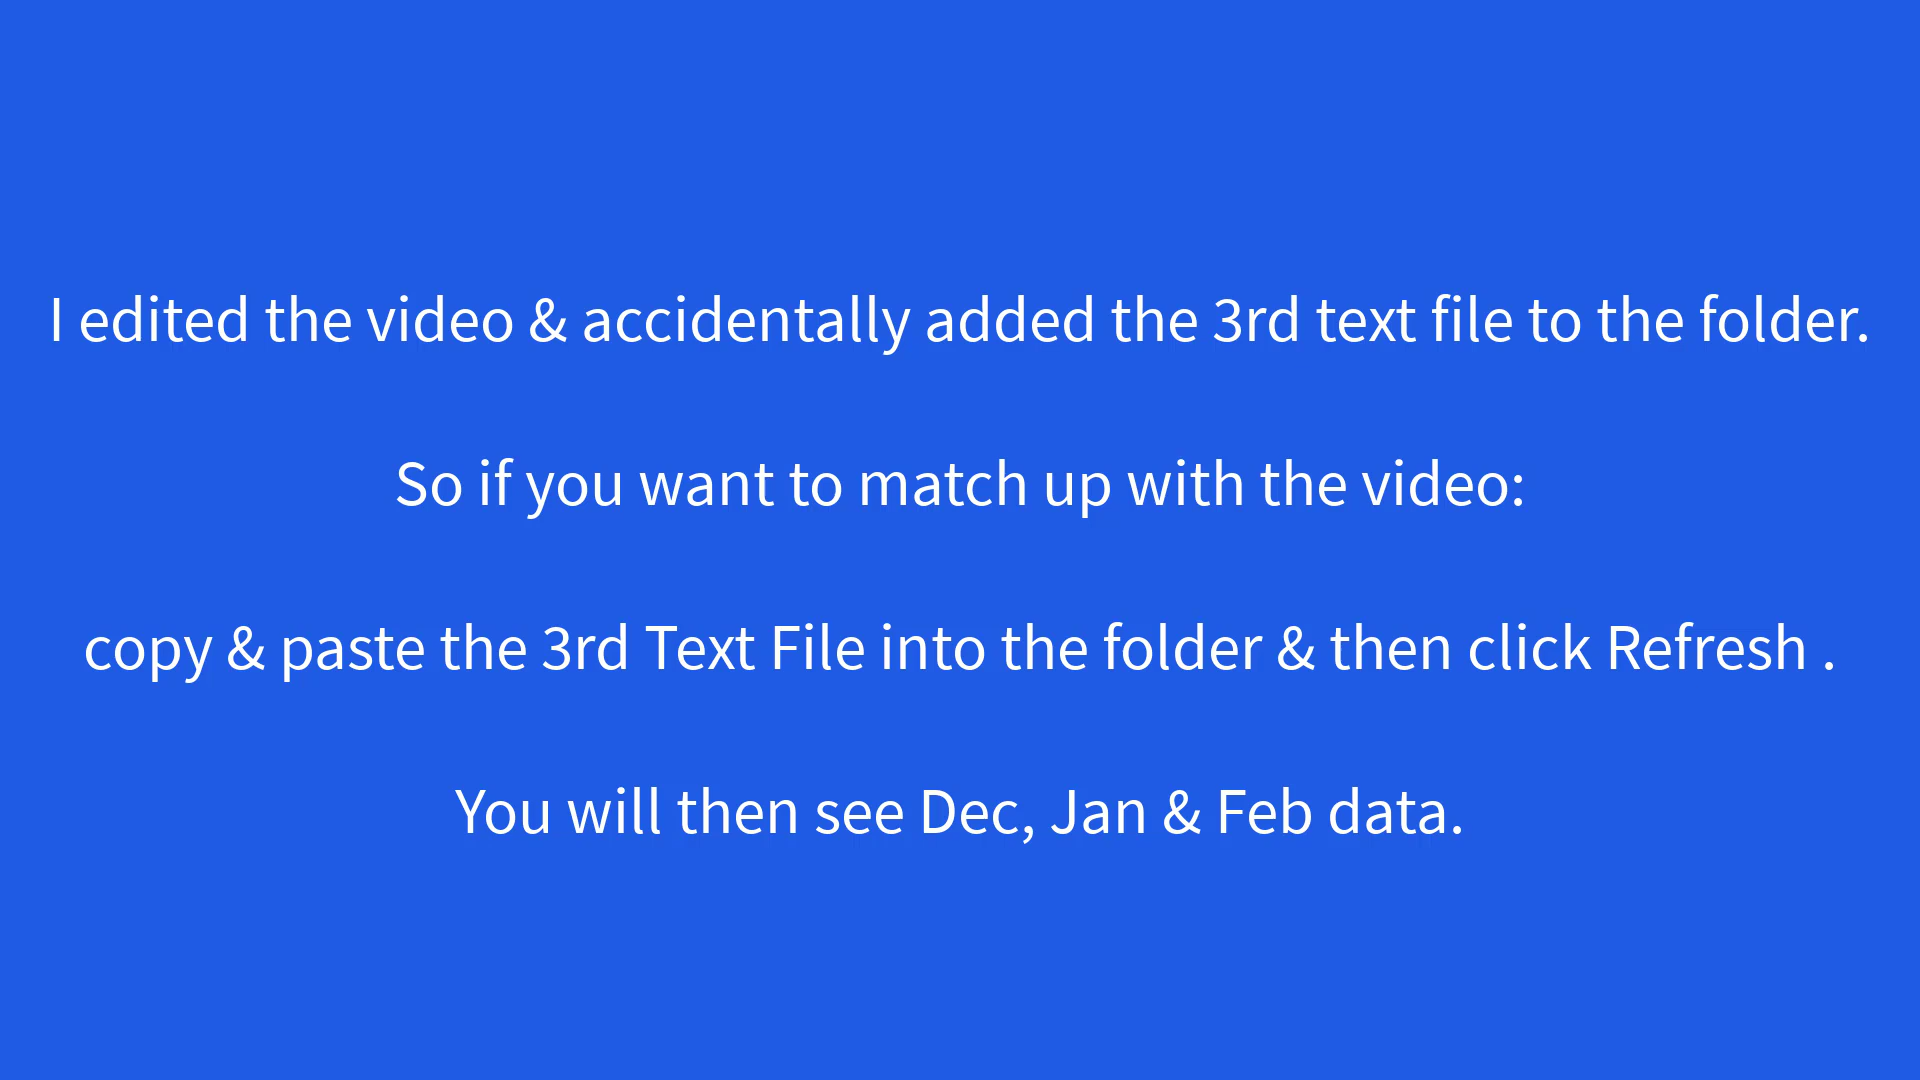 I edited the video & accidentally added the 3rd text file to the folder.
So if you want to match up with the video:
copy & paste the 3rd Text File into the folder & then click Refresh .
You will then see Dec, Jan & Feb data.